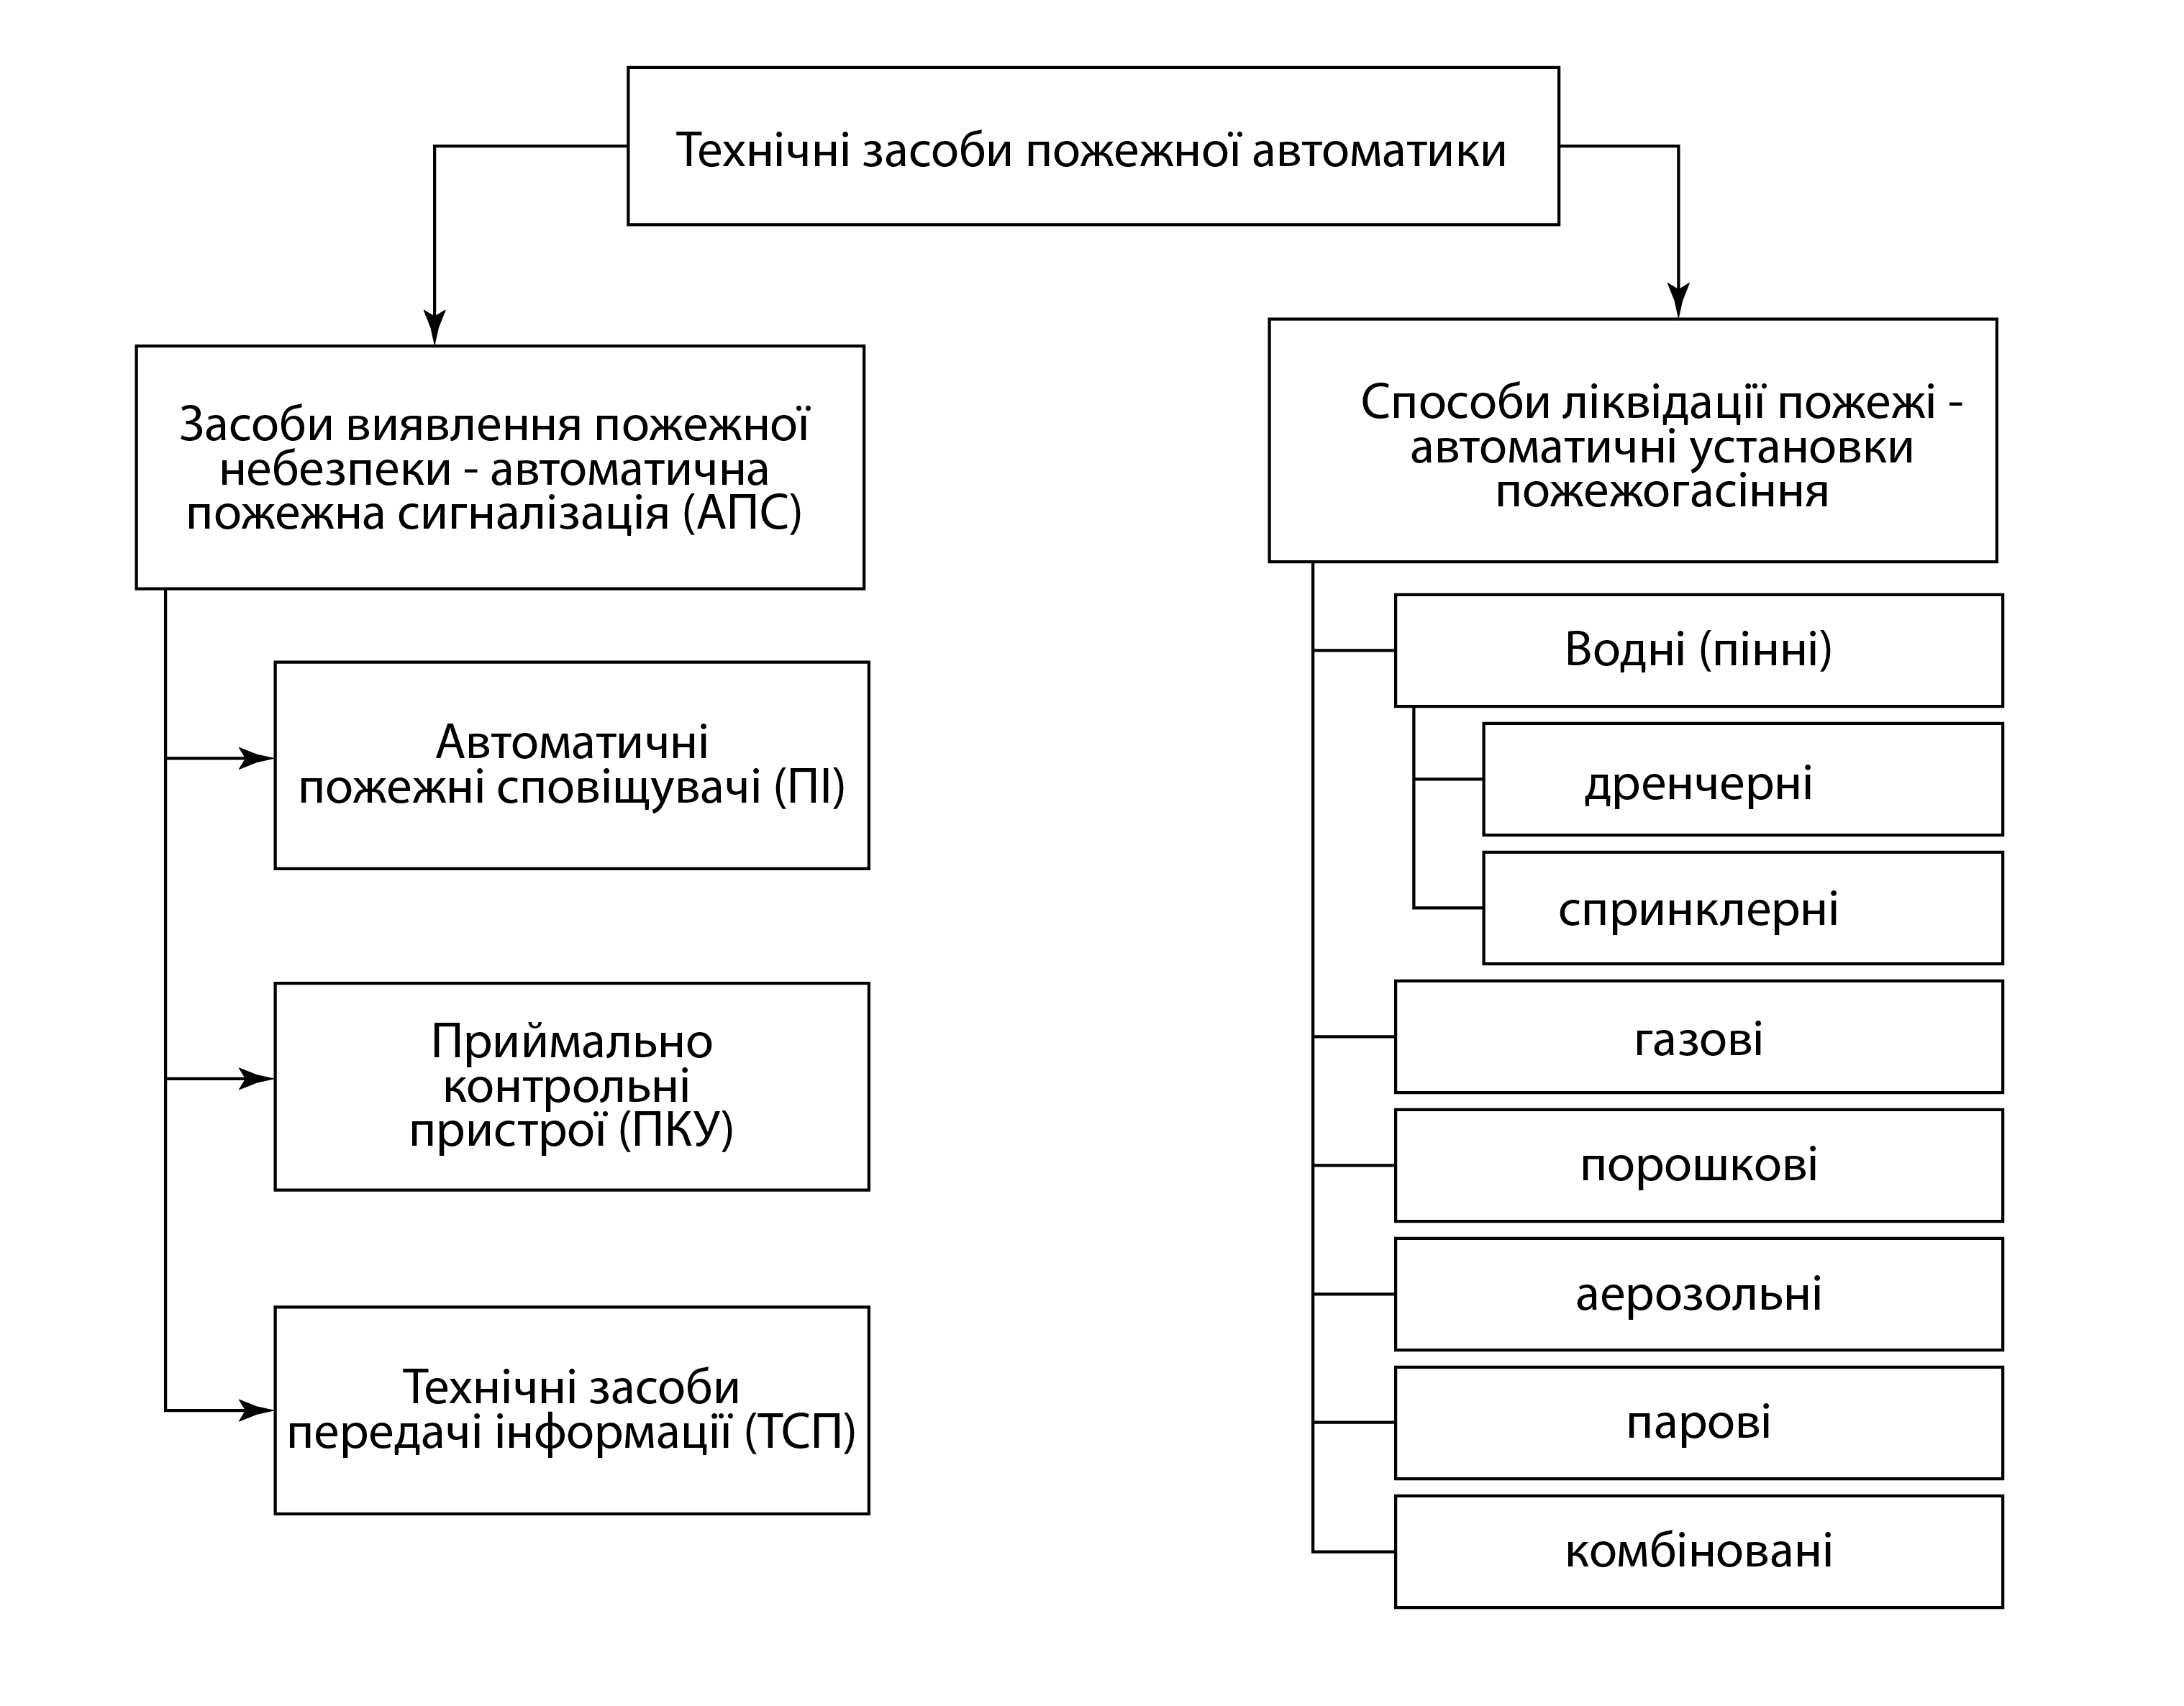 Технічні засоби пожежної автоматики
Засоби виявлення пожежної
небезпеки - автоматична
пожежна сигналізація (АПС)
Автоматичні
пожежні сповіщувачі (ПІ)
Приймально
контрольні
пристрої (ПКУ)
Технічні засоби
передачі інформації (ТСП)
Способи ліквідації пожежі -
автоматичні установки
пожежогасіння
Водні (пінні)
дренчерні
спринклерні
газові
порошкові
аерозольні
парові
комбіновані